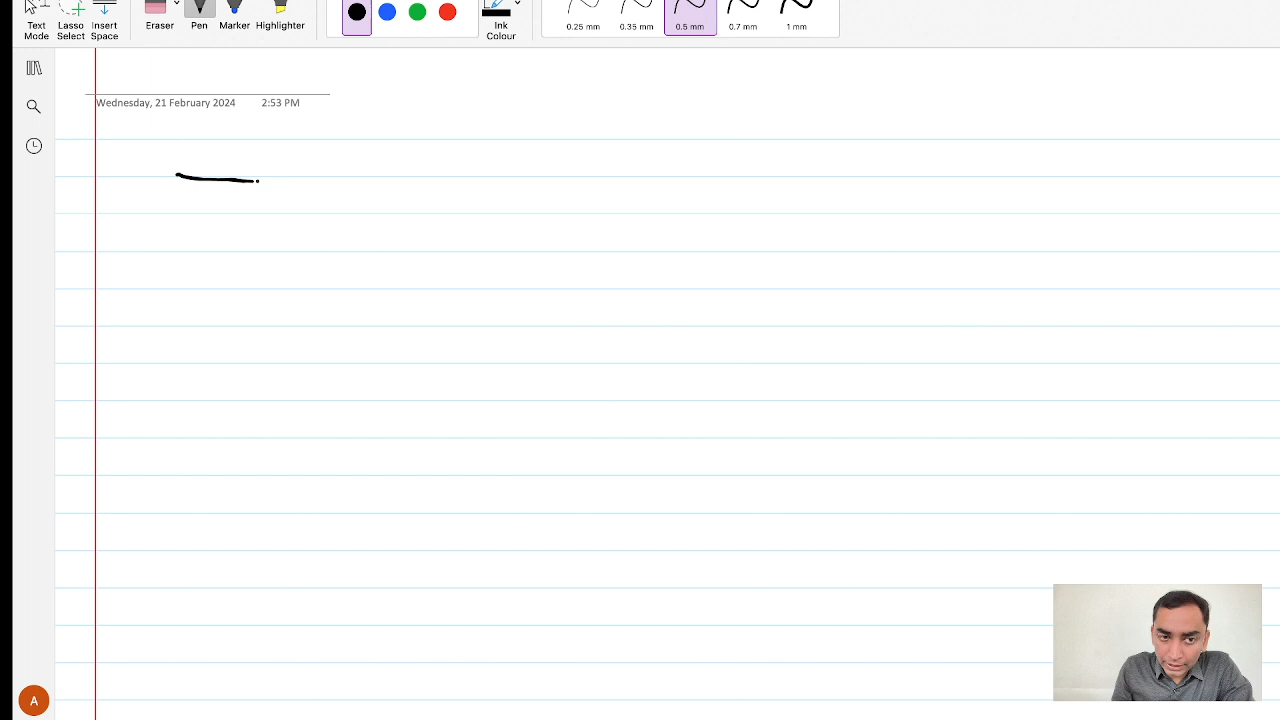 Text Mode
Lasso Select
Insert Space
Eraser
Pen
Marker
Highlighter
Ink Colour
0.25 mm
0.35 mm
0.5 mm
0.7 mm
1 mm
Wednesday, 21 February 2024 2:53 PM
A